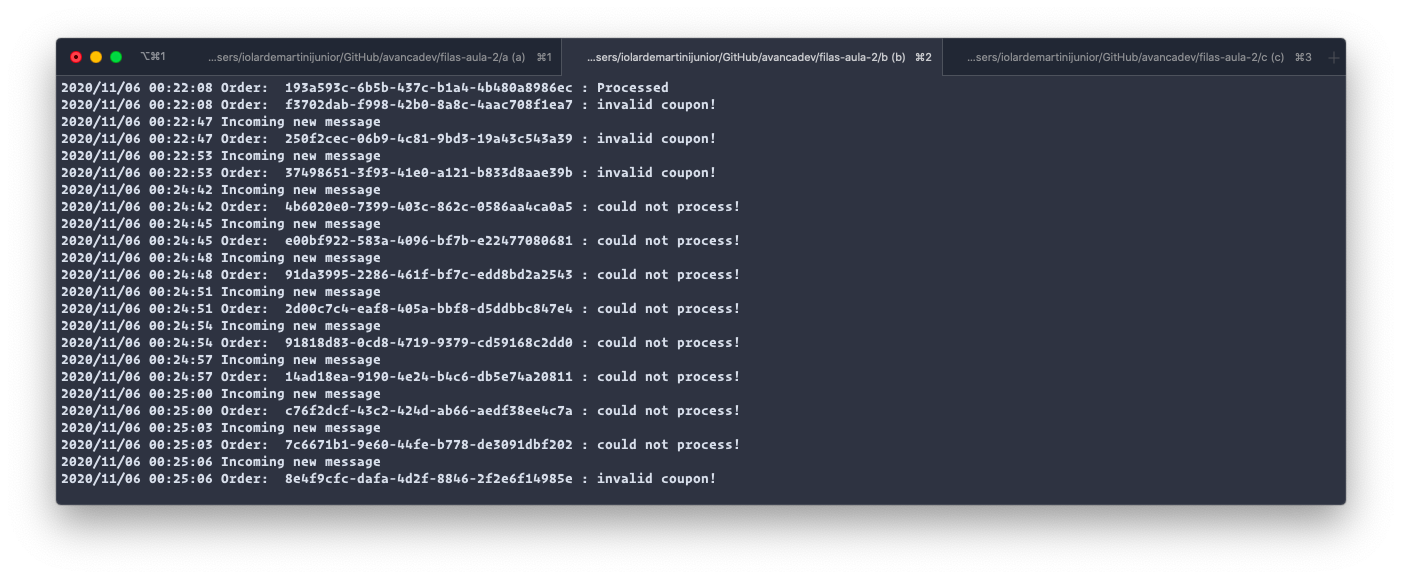 ⌥⌘1 ...sers/iolardemartinijunior/GitHub/avancadev/filas-aula-2/a (a) ⌘1 ...sers/iolardemartinijunior/GitHub/avancadev/filas-aula-2/b (b) ⌘2 ...sers/iolardemartinijunior/GitHub/avancadev/filas-aula-2/c (c) ⌘3 +
2020/11/06 00:22:08 Order:  193a593c-6b5b-437c-b1a4-4b480a8986ec : Processed
2020/11/06 00:22:08 Order:  f3702dab-f998-42b0-8a8c-4aac708f1ea7 : invalid coupon!
2020/11/06 00:22:47 Incoming new message
2020/11/06 00:22:47 Order:  250f2cec-06b9-4c81-9bd3-19a43c543a39 : invalid coupon!
2020/11/06 00:22:53 Incoming new message
2020/11/06 00:22:53 Order:  37498651-3f93-41e0-a121-b833d8aae39b : invalid coupon!
2020/11/06 00:24:42 Incoming new message
2020/11/06 00:24:42 Order:  4b6020e0-7399-403c-862c-0586aa4ca0a5 : could not process!
2020/11/06 00:24:45 Incoming new message
2020/11/06 00:24:45 Order:  e00bf922-583a-4096-bf7b-e22477080681 : could not process!
2020/11/06 00:24:48 Incoming new message
2020/11/06 00:24:48 Order:  91da3995-2286-461f-bf7c-edd8bd2a2543 : could not process!
2020/11/06 00:24:51 Incoming new message
2020/11/06 00:24:51 Order:  2d00c7c4-eaf8-405a-bbf8-d5ddbbc847e4 : could not process!
2020/11/06 00:24:54 Incoming new message
2020/11/06 00:24:54 Order:  91818d83-0cd8-4719-9379-cd59168c2dd0 : could not process!
2020/11/06 00:24:57 Incoming new message
2020/11/06 00:24:57 Order:  14ad18ea-9190-4e24-b4c6-db5e74a20811 : could not process!
2020/11/06 00:25:00 Incoming new message
2020/11/06 00:25:00 Order:  c76f2dcf-43c2-424d-ab66-aedf38ee4c7a : could not process!
2020/11/06 00:25:03 Incoming new message
2020/11/06 00:25:03 Order:  7c6671b1-9e60-44fe-b778-de3091dbf202 : could not process!
2020/11/06 00:25:06 Incoming new message
2020/11/06 00:25:06 Order:  8e4f9cfc-dafa-4d2f-8846-2f2e6f14985e : invalid coupon!